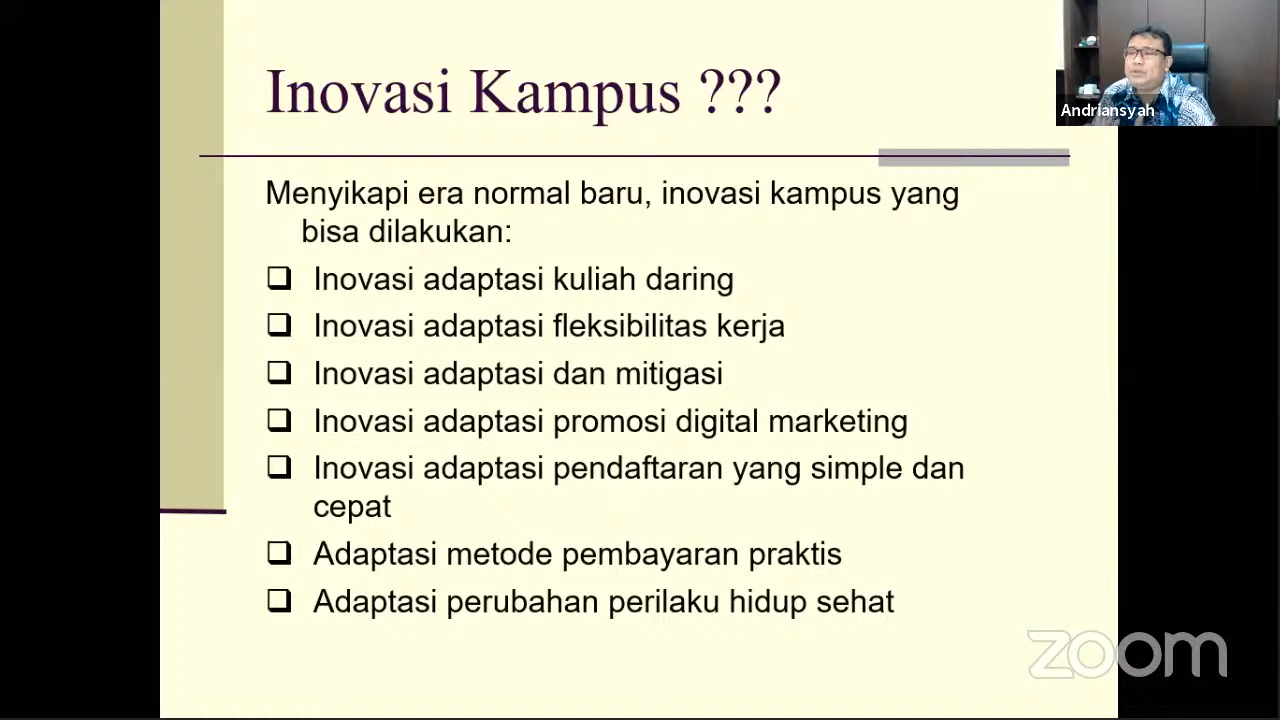 Inovasi Kampus ???
Andriansyah
Menyikapi era normal baru, inovasi kampus yang
bisa dilakukan:
❑ Inovasi adaptasi kuliah daring
❑ Inovasi adaptasi fleksibilitas kerja
❑ Inovasi adaptasi dan mitigasi
❑ Inovasi adaptasi promosi digital marketing
❑ Inovasi adaptasi pendaftaran yang simple dan
cepat
❑ Adaptasi metode pembayaran praktis
❑ Adaptasi perubahan perilaku hidup sehat
zoom